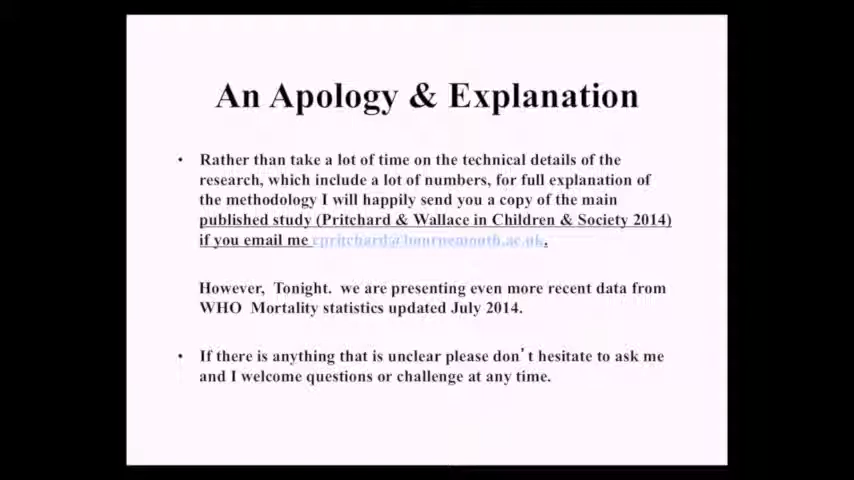 An Apology & Explanation
• Rather than take a lot of time on the technical details of the
research, which include a lot of numbers, for full explanation of
the methodology I will happily send you a copy of the main
published study (Pritchard & Wallace in Children & Society 2014)
if you email me cpritchard@bournemouth.ac.uk.
However, Tonight. we are presenting even more recent data from
WHO Mortality statistics updated July 2014.
• If there is anything that is unclear please don't hesitate to ask me
and I welcome questions or challenge at any time.